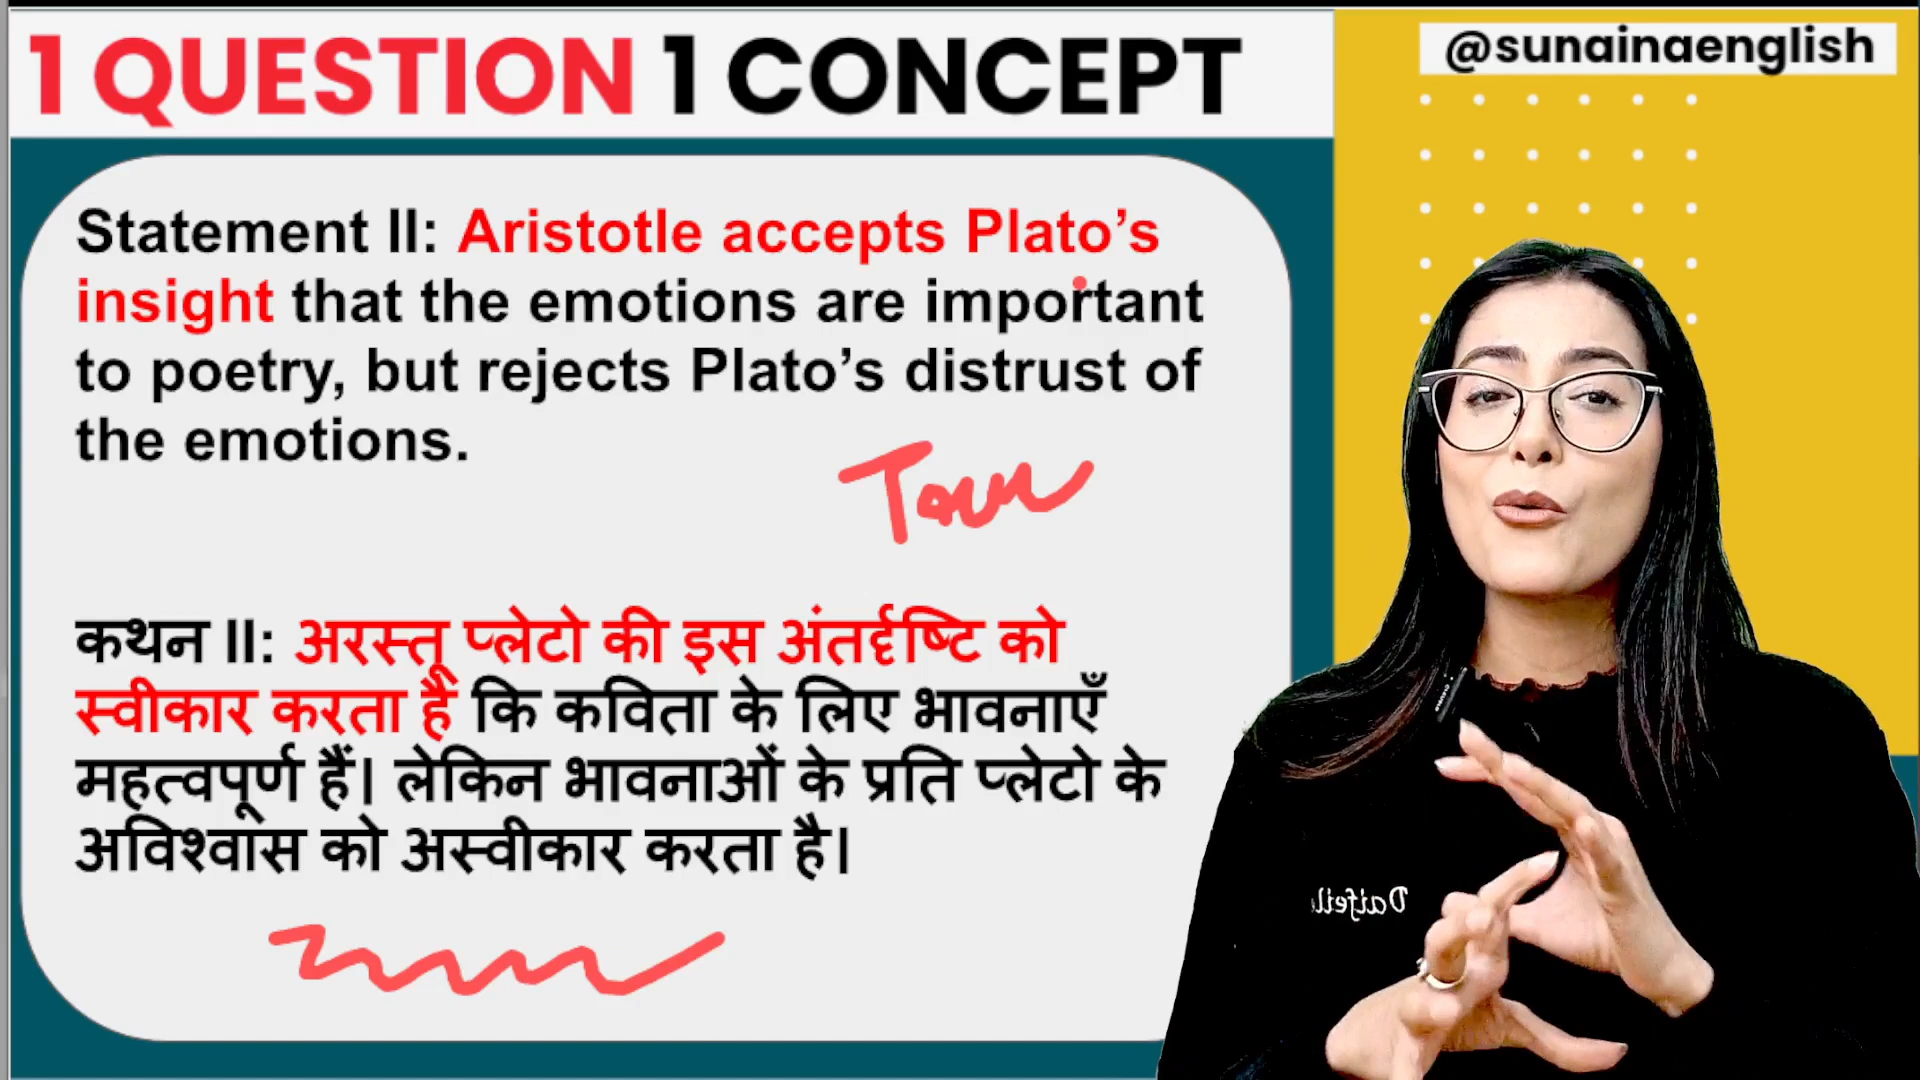 1 QUESTION 1 CONCEPT
@sunainaenglish
Statement II: Aristotle accepts Plato’s
insight that the emotions are important
to poetry, but rejects Plato’s distrust of
the emotions.
कथन II: अरस्तू प्लेटो की इस अंतर्दृष्टि को
स्वीकार करता है कि कविता के लिए भावनाएँ
महत्वपूर्ण हैं। लेकिन भावनाओं के प्रति प्लेटो के
अविश्वास को अस्वीकार करता है।